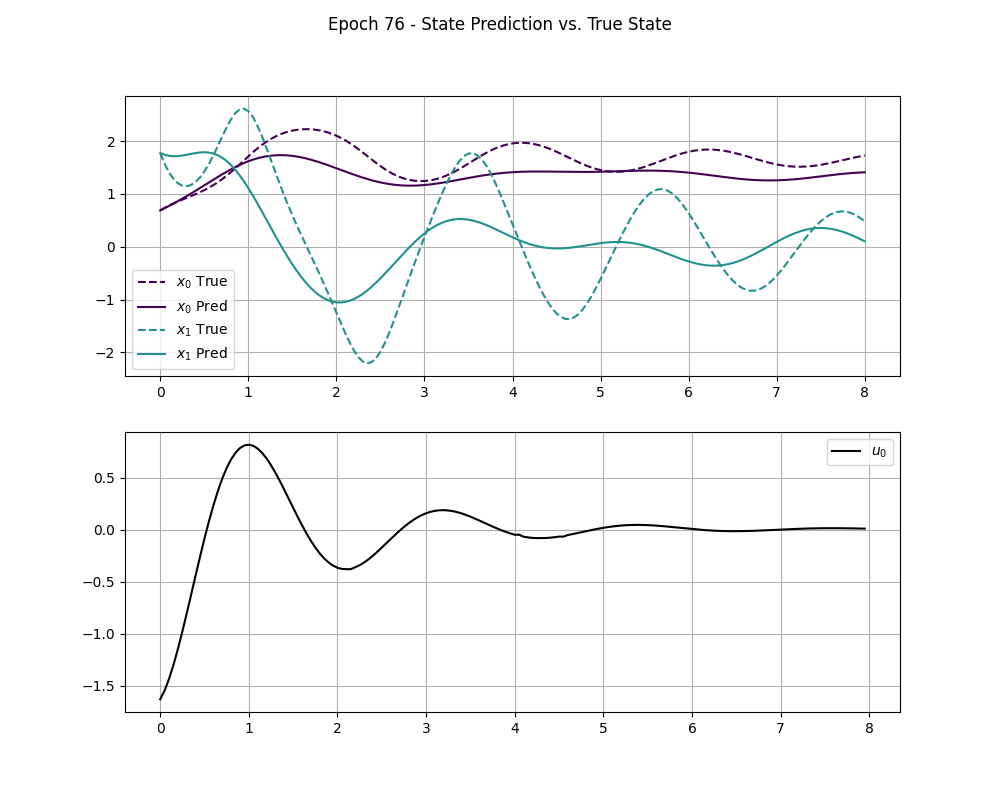 Epoch 76 - State Prediction vs. True State
2
1
0
−1
−2
x₀ True
x₀ Pred
x₁ True
x₁ Pred
0 1 2 3 4 5 6 7 8
0.5
0.0
−0.5
−1.0
−1.5
u₀
0 1 2 3 4 5 6 7 8